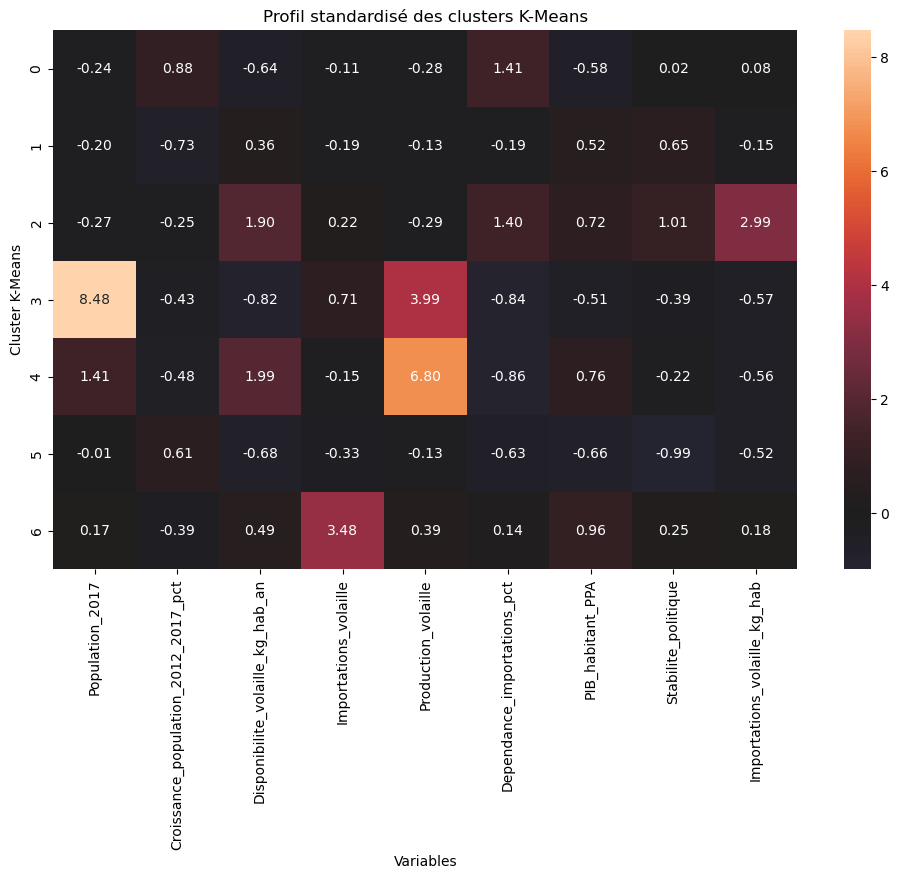 Profil standardisé des clusters K-Means
Cluster K-Means
0 -0.24 0.88 -0.64 -0.11 -0.28 1.41 -0.58 0.02 0.08
1 -0.20 -0.73 0.36 -0.19 -0.13 -0.19 0.52 0.65 -0.15
2 -0.27 -0.25 1.90 0.22 -0.29 1.40 0.72 1.01 2.99
3 8.48 -0.43 -0.82 0.71 3.99 -0.84 -0.51 -0.39 -0.57
4 1.41 -0.48 1.99 -0.15 6.80 -0.86 0.76 -0.22 -0.56
5 -0.01 0.61 -0.68 -0.33 -0.13 -0.63 -0.66 -0.99 -0.52
6 0.17 -0.39 0.49 3.48 0.39 0.14 0.96 0.25 0.18
Population_2017
Croissance_population_2012_2017_pct
Disponibilite_volaille_kg_hab_an
Importations_volaille
Production_volaille
Dependance_importations_pct
PIB_habitant_PPA
Stabilite_politique
Importations_volaille_kg_hab
Variables
8
6
4
2
0